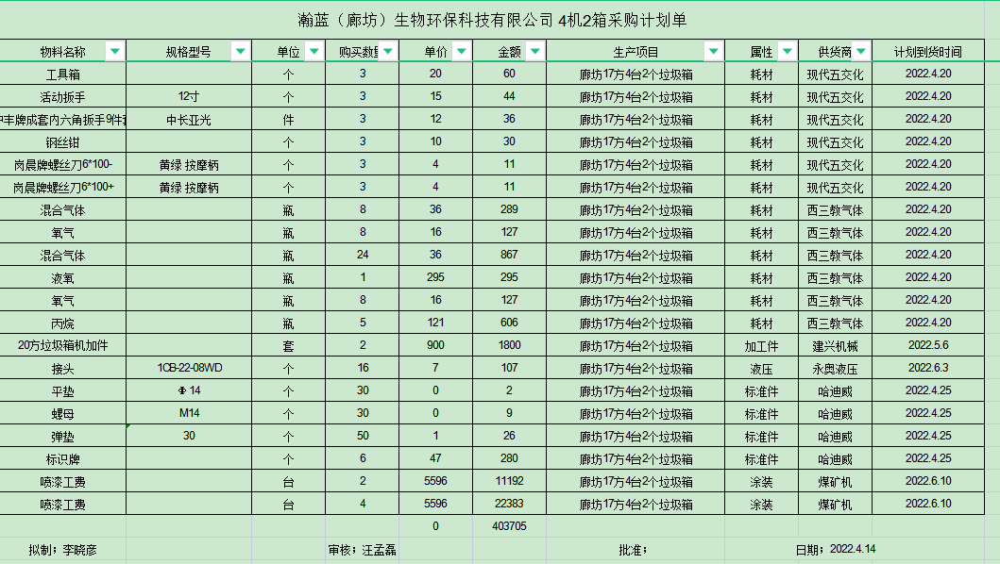 瀚蓝（廊坊）生物环保科技有限公司 4机2箱采购计划单
物料名称 规格型号 单位 购买数量 单价 金额 生产项目 属性 供货商 计划到货时间
工具箱 个 3 20 60 廊坊17方4台2个垃圾箱 耗材 现代五交化 2022.4.20
活动扳手 12寸 个 3 15 44 廊坊17方4台2个垃圾箱 耗材 现代五交化 2022.4.20
丰牌成套内六角扳手9件套 中长亚光 件 3 12 36 廊坊17方4台2个垃圾箱 耗材 现代五交化 2022.4.20
钢丝钳 个 3 10 30 廊坊17方4台2个垃圾箱 耗材 现代五交化 2022.4.20
岗晨牌螺丝刀6*100- 黄绿 按摩柄 个 3 4 11 廊坊17方4台2个垃圾箱 耗材 现代五交化 2022.4.20
岗晨牌螺丝刀6*100+ 黄绿 按摩柄 个 3 4 11 廊坊17方4台2个垃圾箱 耗材 现代五交化 2022.4.20
混合气体 瓶 8 36 289 廊坊17方4台2个垃圾箱 耗材 西三教气体 2022.4.20
氧气 瓶 8 16 127 廊坊17方4台2个垃圾箱 耗材 西三教气体 2022.4.20
混合气体 瓶 24 36 867 廊坊17方4台2个垃圾箱 耗材 西三教气体 2022.4.20
液氧 瓶 1 295 295 廊坊17方4台2个垃圾箱 耗材 西三教气体 2022.4.20
氧气 瓶 8 16 127 廊坊17方4台2个垃圾箱 耗材 西三教气体 2022.4.20
丙烷 瓶 5 121 606 廊坊17方4台2个垃圾箱 耗材 西三教气体 2022.4.20
20方垃圾箱机加件 套 2 900 1800 廊坊17方4台2个垃圾箱 加工件 建兴机械 2022.5.6
接头 1CB-22-08WD 个 16 7 107 廊坊17方4台2个垃圾箱 液压 永奥液压 2022.6.3
平垫 Φ14 个 30 0 2 廊坊17方4台2个垃圾箱 标准件 哈迪威 2022.4.25
螺母 M14 个 30 0 9 廊坊17方4台2个垃圾箱 标准件 哈迪威 2022.4.25
弹垫 30 个 50 1 26 廊坊17方4台2个垃圾箱 标准件 哈迪威 2022.4.25
标识牌 个 6 47 280 廊坊17方4台2个垃圾箱 标准件 哈迪威 2022.4.25
喷漆工费 台 2 5596 11192 廊坊17方4台2个垃圾箱 涂装 煤矿机 2022.6.10
喷漆工费 台 4 5596 22383 廊坊17方4台2个垃圾箱 涂装 煤矿机 2022.6.10
0 403705
拟制；李晓彦 审核；汪孟磊 批准； 日期；2022.4.14